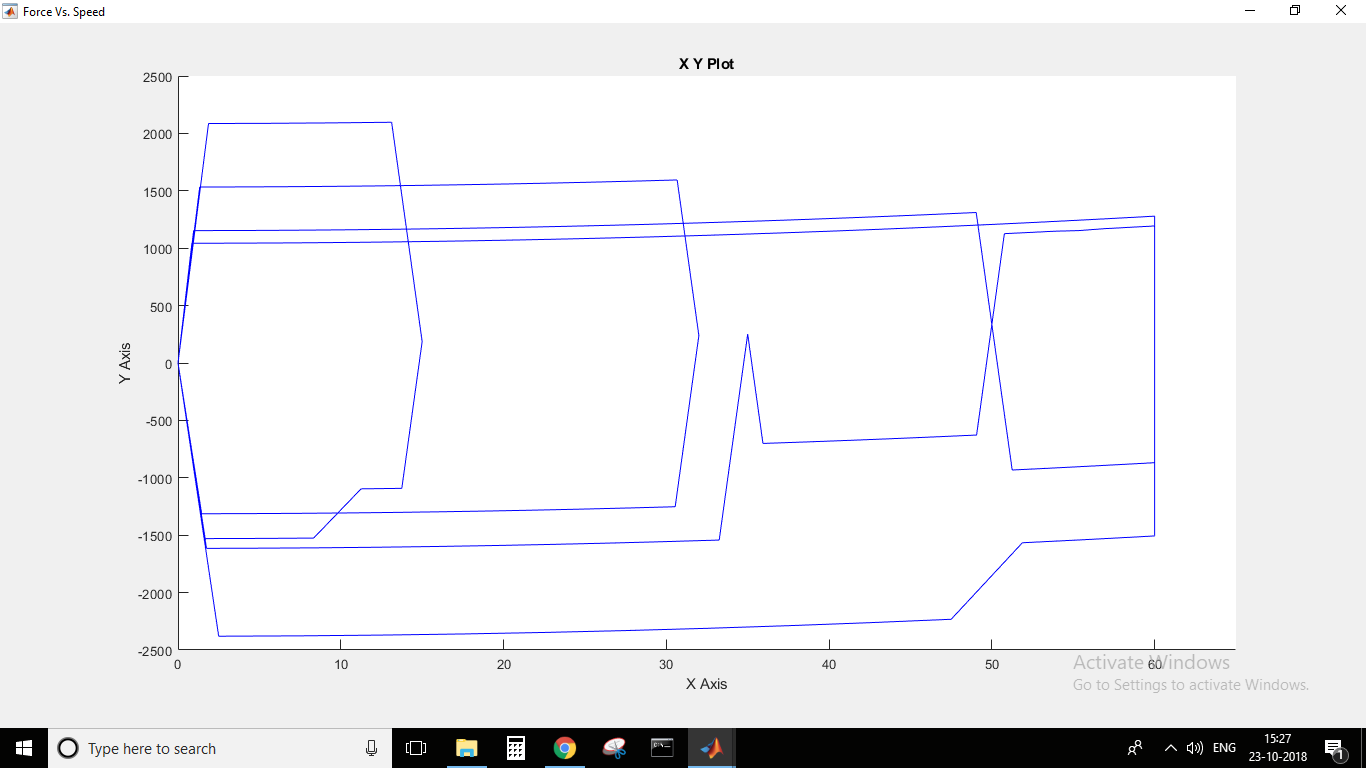 Force Vs. Speed
X Y Plot
2500
2000
1500
1000
500
0
-500
-1000
-1500
-2000
-2500
Y Axis
0 10 20 30 40 50 60
X Axis
Activate Windows
Go to Settings to activate Windows.
Type here to search
ENG
15:27
23-10-2018
1